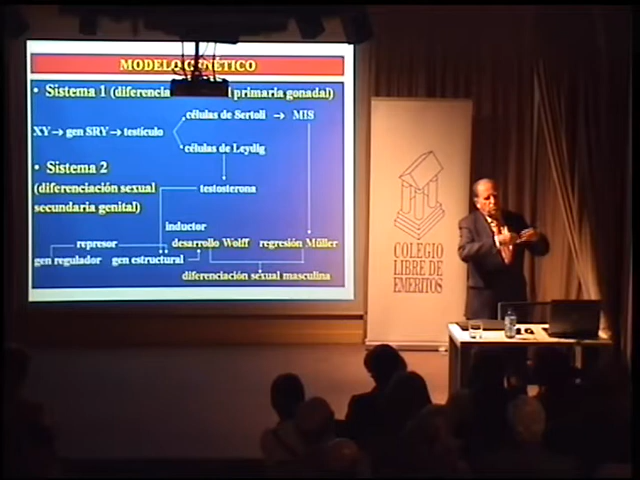 MODELO GENÉTICO
• Sistema 1 (diferencia l primaria gonadal)
células de Sertoli → MIS
XY → gen SRY → testículo
células de Leydig
• Sistema 2
(diferenciación sexual
secundaria genital)
testosterona
inductor
represor
desarrollo Wolff
regresión Müller
gen regulador
gen estructural
diferenciación sexual masculina
COLEGIO
LIBRE DE
EMÉRITOS